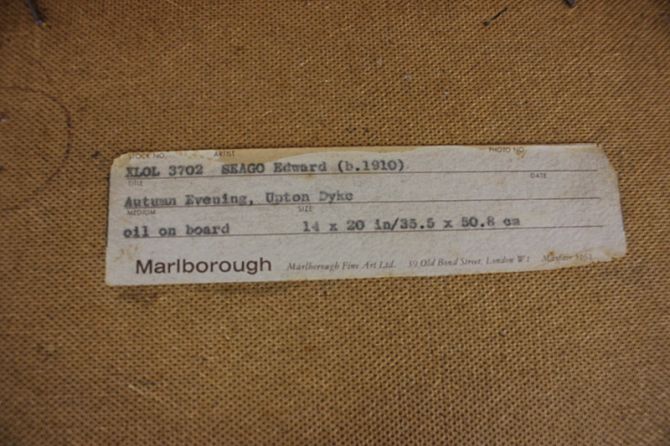 STOCK NO. ARTIST PHOTO NO.
XLOL 3702 SEAGO Edward (b.1910)
TITLE DATE
Autumn Evening, Upton Dyke
MEDIUM SIZE
oil on board 14 x 20 in/35.5 x 50.8 cm
Marlborough Marlborough Fine Art Ltd. 39 Old Bond Street, London W1 Mayfair